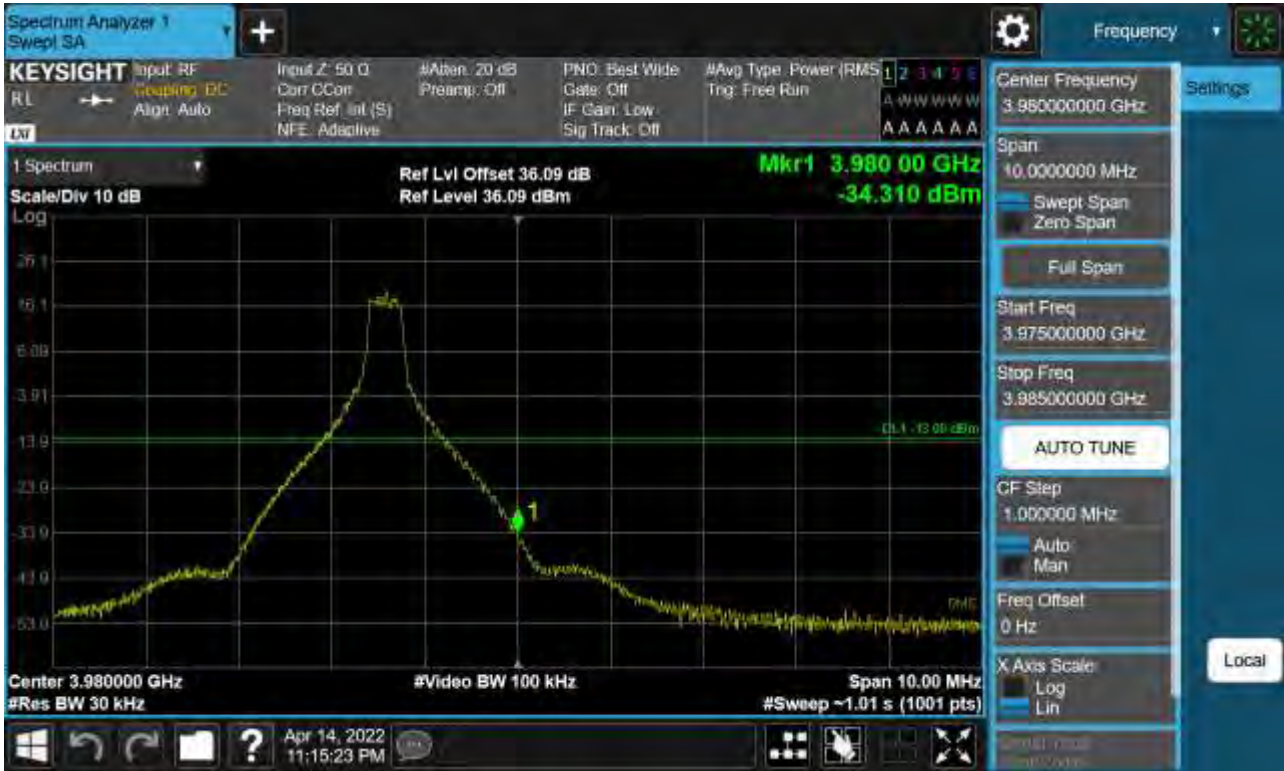 Spectrum Analyzer 1
Swept SA
+
Frequency
KEYSIGHT
RL
LXI
Input: RF
Coupling: DC
Align: Auto
Input Z: 50 Ω
Corr CCorr
Freq Ref: Int (S)
NFE: Adaptive
#Atten: 20 dB
Preamp: Off
PNO: Best Wide
Gate: Off
IF Gain: Low
Sig Track: Off
#Avg Type: Power (RMS
Trig: Free Run
1 2 3 4 5 6
A W W W W W
A A A A A A
1 Spectrum
Scale/Div 10 dB
Log
Ref Lvl Offset 36.09 dB
Ref Level 36.09 dBm
Mkr1 3.980 00 GHz
-34.310 dBm
26.1
16.1
6.09
-3.91
-13.9
-23.9
-33.9
-43.9
-53.9
DL1 -13.00 dBm
1
RMS
Center 3.980000 GHz
#Res BW 30 kHz
#Video BW 100 kHz
Span 10.00 MHz
#Sweep ~1.01 s (1001 pts)
Center Frequency
3.980000000 GHz
Settings
Span
10.0000000 MHz
Swept Span
Zero Span
Full Span
Start Freq
3.975000000 GHz
Stop Freq
3.985000000 GHz
AUTO TUNE
CF Step
1.000000 MHz
Auto
Man
Freq Offset
0 Hz
X Axis Scale
Log
Lin
Local
?
Apr 14, 2022
11:15:23 PM